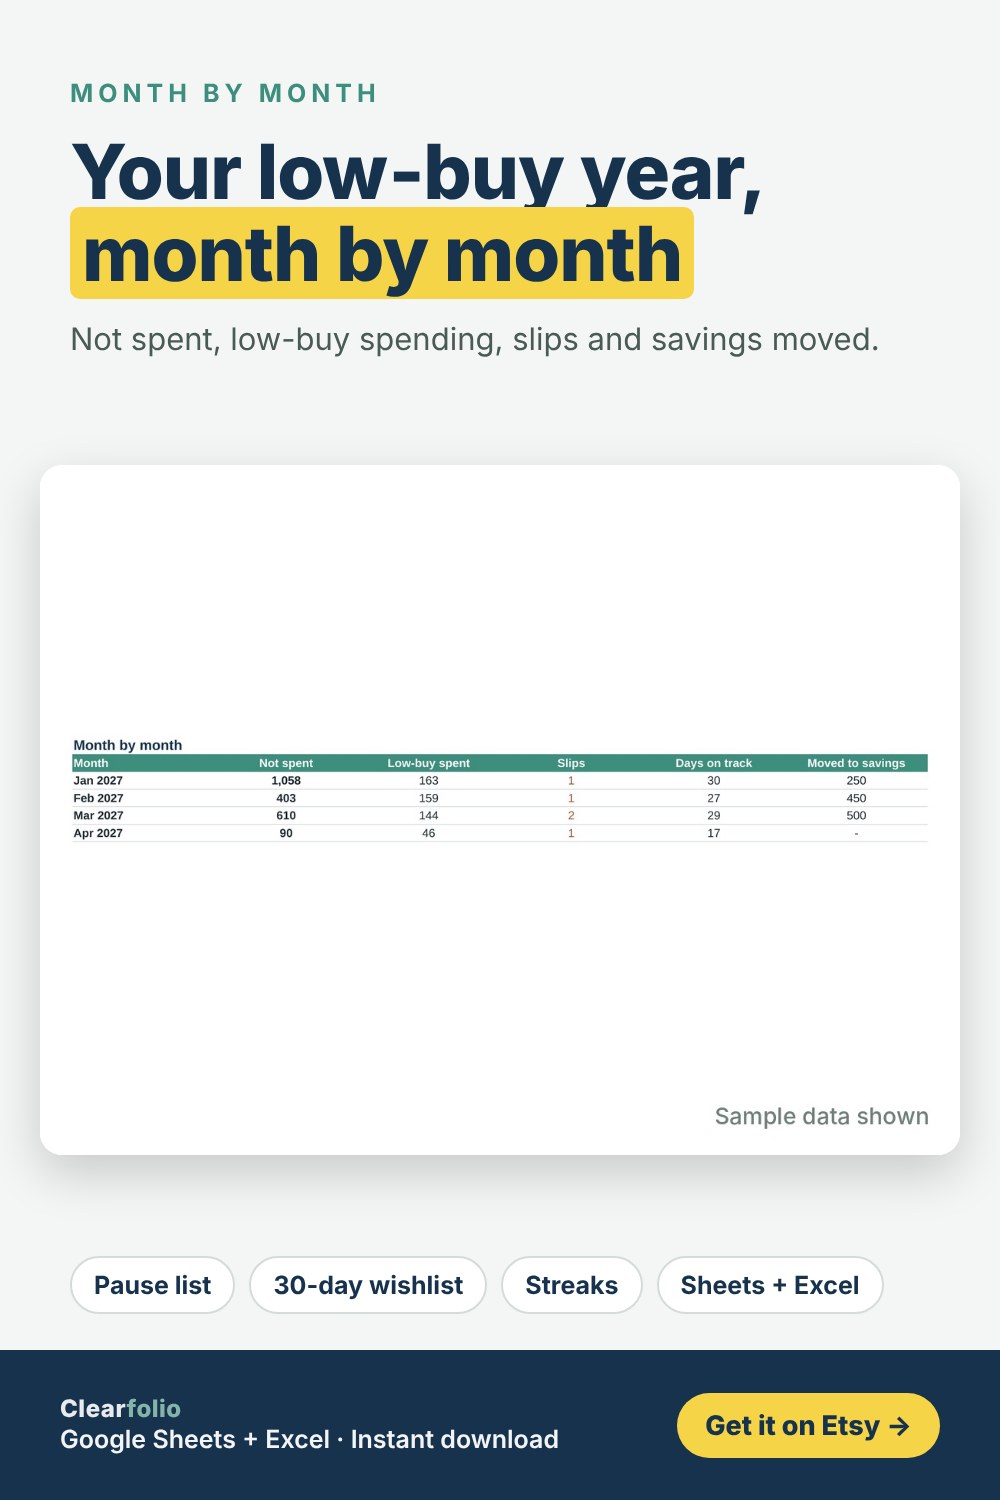 MONTH BY MONTH
Your low-buy year,
month by month
Not spent, low-buy spending, slips and savings moved.
Month by month
Month Not spent Low-buy spent Slips Days on track Moved to savings
Jan 2027 1,058 163 1 30 250
Feb 2027 403 159 1 27 450
Mar 2027 610 144 2 29 500
Apr 2027 90 46 1 17 -
Sample data shown
Pause list 30-day wishlist Streaks Sheets + Excel
Clearfolio
Google Sheets + Excel · Instant download
Get it on Etsy →